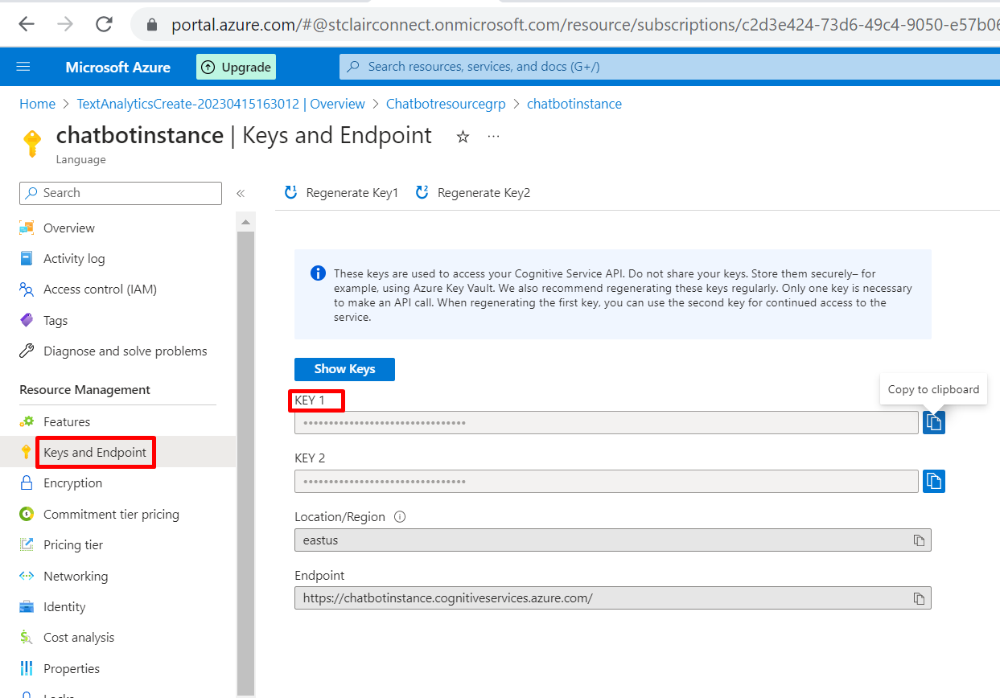 portal.azure.com/#@stclairconnect.onmicrosoft.com/resource/subscriptions/c2d3e424-73d6-49c4-9050-e57b06
Microsoft Azure
Upgrade
Search resources, services, and docs (G+/)
Home > TextAnalyticsCreate-20230415163012 | Overview > Chatbotresourcegrp > chatbotinstance
chatbotinstance | Keys and Endpoint
Language
Search
Overview
Activity log
Access control (IAM)
Tags
Diagnose and solve problems
Resource Management
Features
Keys and Endpoint
Encryption
Commitment tier pricing
Pricing tier
Networking
Identity
Cost analysis
Properties
Locks
Regenerate Key1
Regenerate Key2
These keys are used to access your Cognitive Service API. Do not share your keys. Store them securely– for
example, using Azure Key Vault. We also recommend regenerating these keys regularly. Only one key is necessary
to make an API call. When regenerating the first key, you can use the second key for continued access to the
service.
Show Keys
Copy to clipboard
KEY 1
•••••••••••••••••••••••••••••••
KEY 2
•••••••••••••••••••••••••••••••
Location/Region
eastus
Endpoint
https://chatbotinstance.cognitiveservices.azure.com/